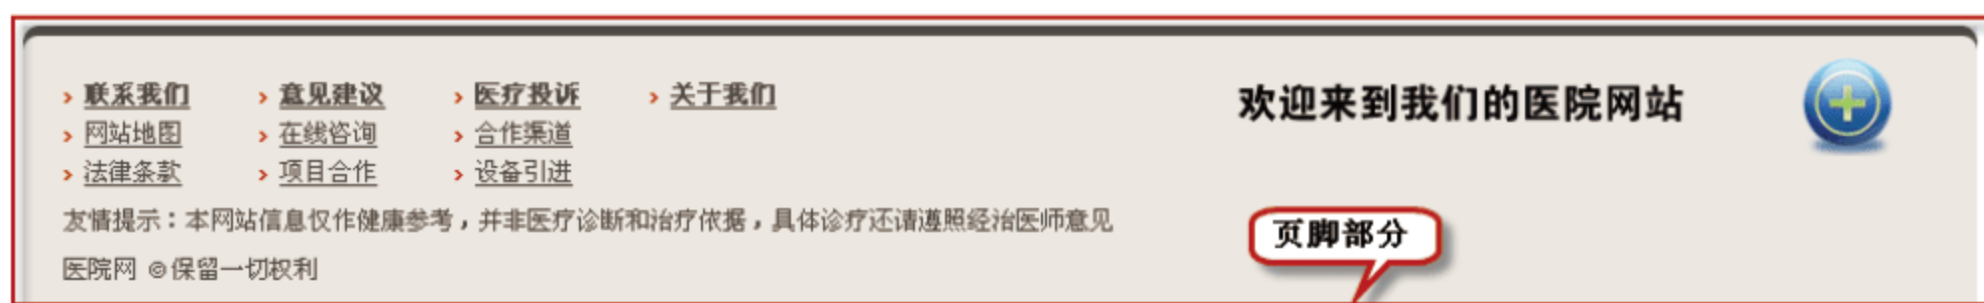 联系我们 意见建议 医疗投诉 关于我们
网站地图 在线咨询 合作渠道
法律条款 项目合作 设备引进
友情提示：本网站信息仅作健康参考，并非医疗诊断和治疗依据，具体诊疗还请遵照经治医师意见
医院网 ©保留一切权利
欢迎来到我们的医院网站
页脚部分